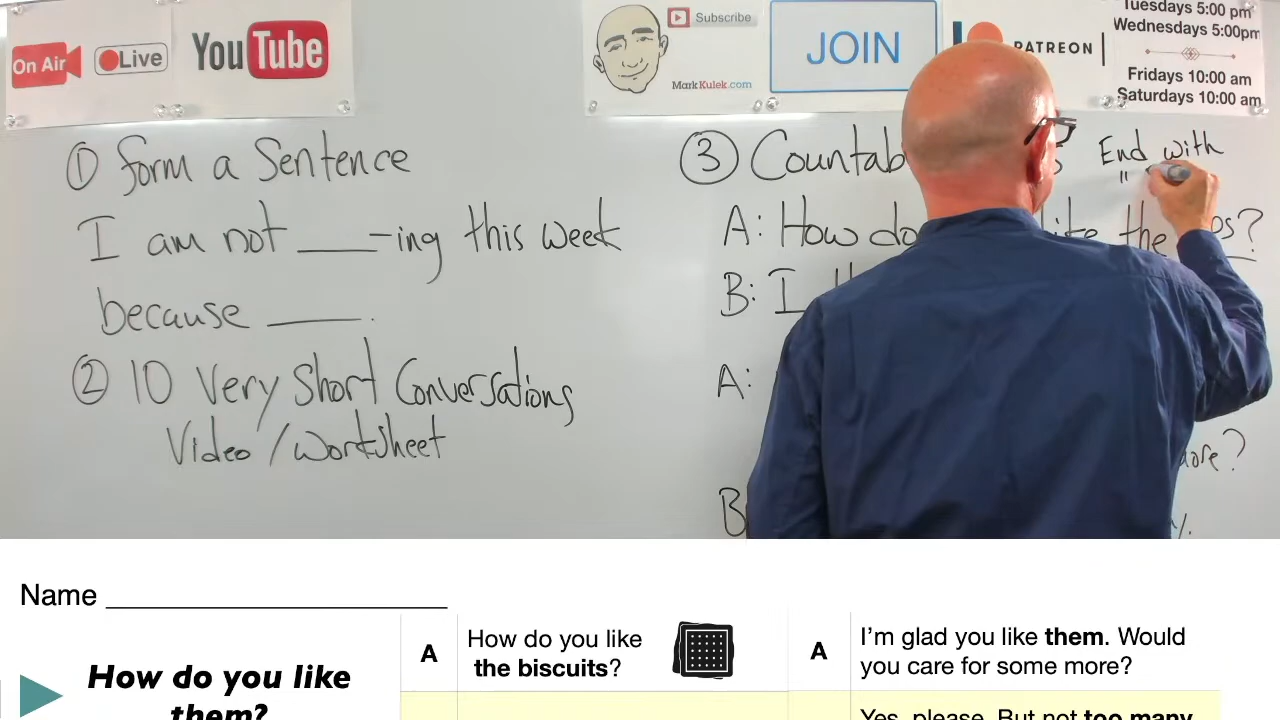 On Air
Live
YouTube
Subscribe
MarkKulek.com
JOIN
PATREON
Tuesdays 5:00 pm
Wednesdays 5:00pm
Fridays 10:00 am
Saturdays 10:00 am
① Form a Sentence
I am not ____-ing this week
because ____.
② 10 Very Short Conversations
Video / Worksheet
③
End with
A: How do the
B: I
A:
B
Name ____
How do you like
them?
A
How do you like
the biscuits?
A
I'm glad you like them. Would
you care for some more?
Yes, please. But not too many